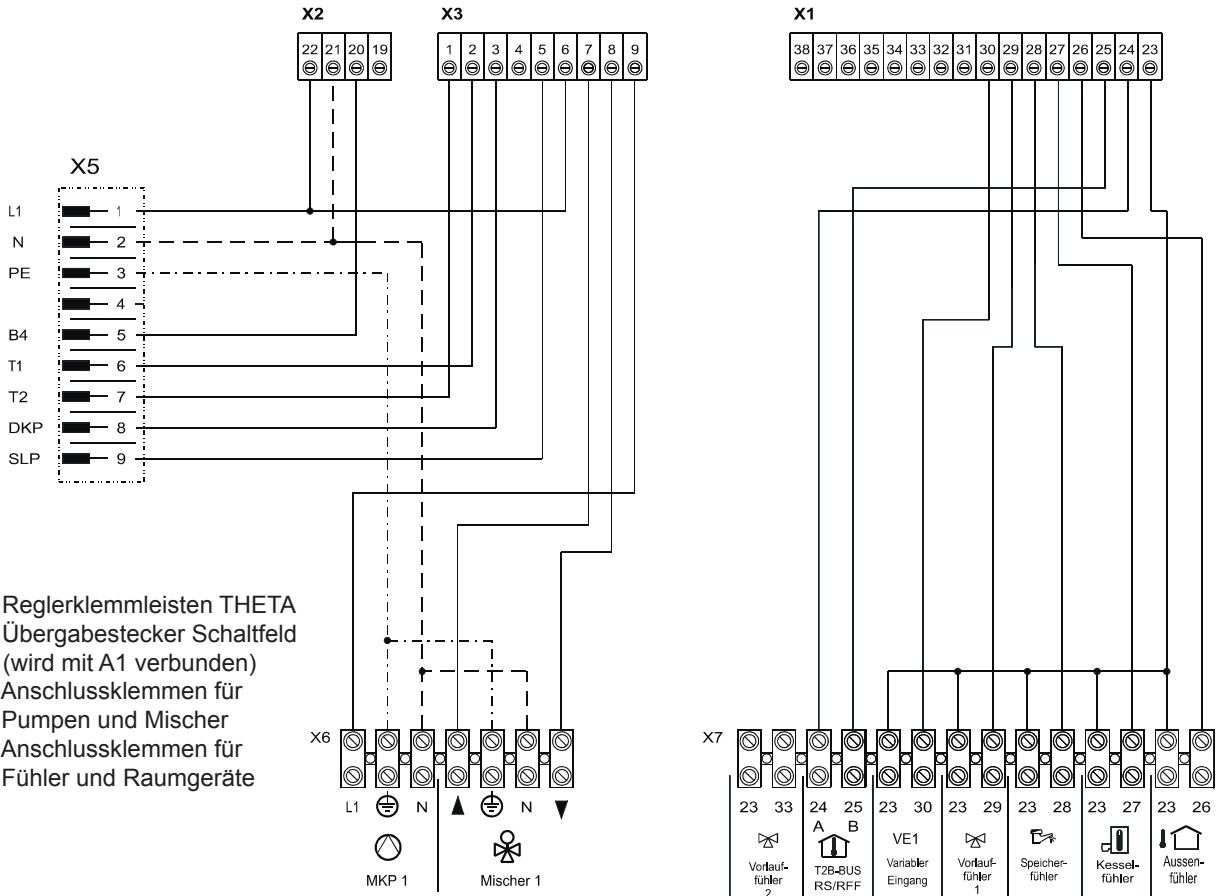 X2 X3 X1
22 21 20 19 1 2 3 4 5 6 7 8 9 38 37 36 35 34 33 32 31 30 29 28 27 26 25 24 23
X5
L1 1
N 2
PE 3
4
B4 5
T1 6
T2 7
DKP 8
SLP 9
Reglerklemmleisten THETA
Übergabestecker Schaltfeld
(wird mit A1 verbunden)
Anschlussklemmen für
Pumpen und Mischer
Anschlussklemmen für
Fühler und Raumgeräte
X6
L1 N N
MKP 1 Mischer 1
X7
23 33 24 25 23 30 23 29 23 28 23 27 23 26
A B
Vorlauf-
fühler
2
T2B-BUS
RS/RFF
VE1
Variabler
Eingang
Vorlauf-
fühler
1
Speicher-
fühler
Kessel-
fühler
Aussen-
fühler